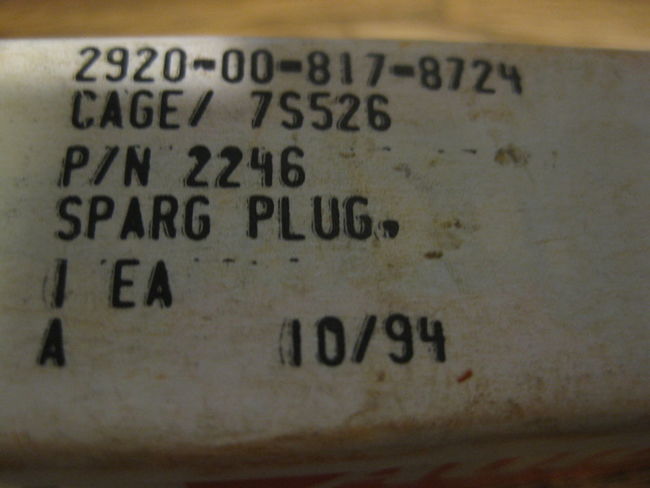 2920-00-817-8724
CAGE/ 7S526
P/N 2246
SPARG PLUG.
1 EA
A 10/94